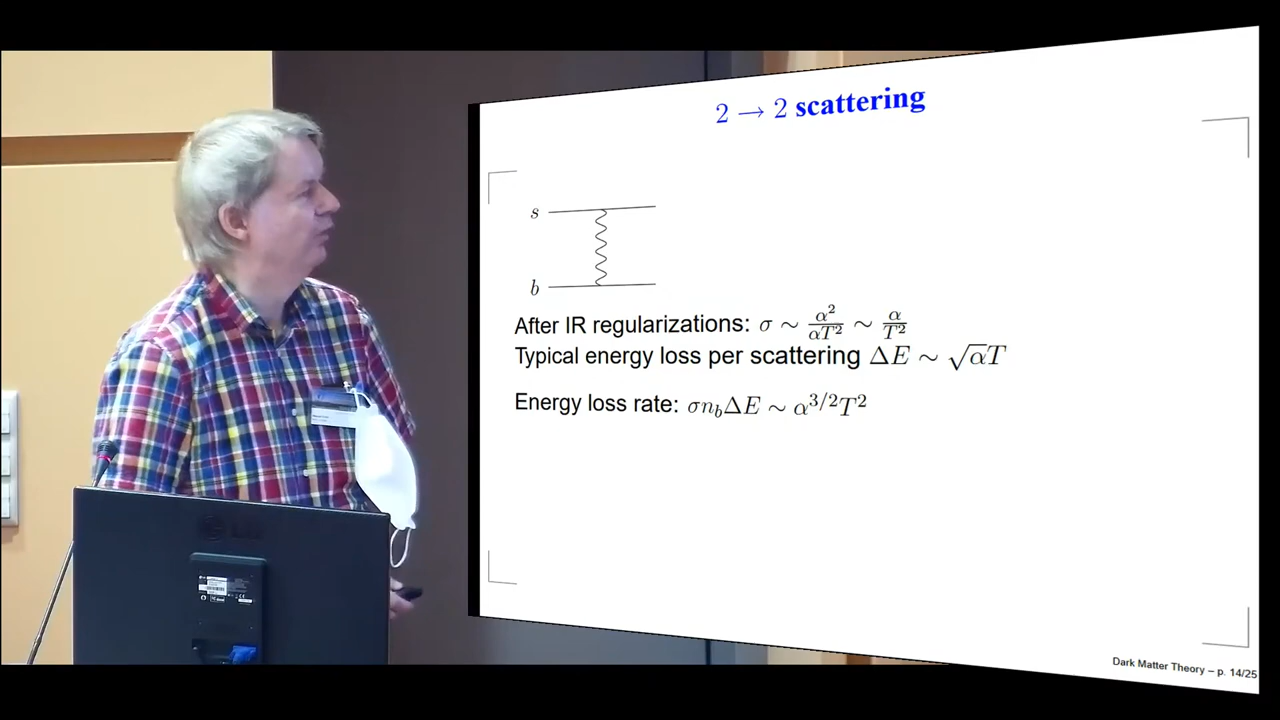 2 → 2 scattering
s
b
After IR regularizations: σ ∼ α²/αT² ∼ α/T²
Typical energy loss per scattering ΔE ∼ √αT
Energy loss rate: σn_bΔE ∼ α^{3/2}T²
Dark Matter Theory – p. 14/25